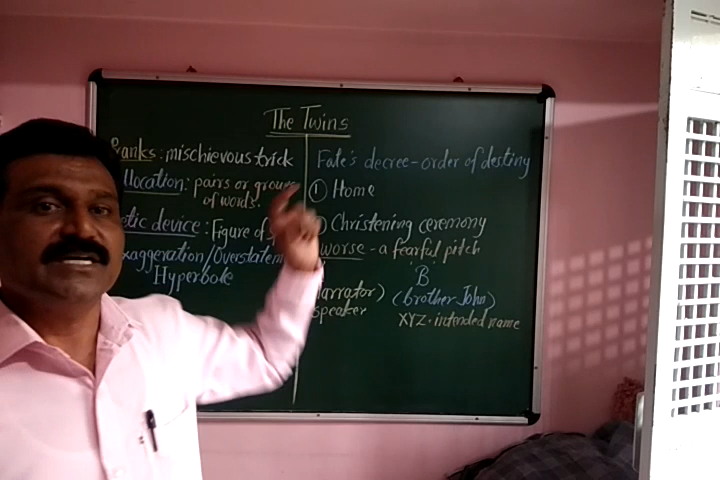 The Twins
anks: mischievous trick
llocation: pairs or groups
of words.
etic device: Figure of
xaggeration/Overstatem
Hyperbole
Fate's decree - order of destiny
① Home
Christening ceremony
worse - a fearful pitch
B
arrator) (brother John)
speaker XYZ - intended name